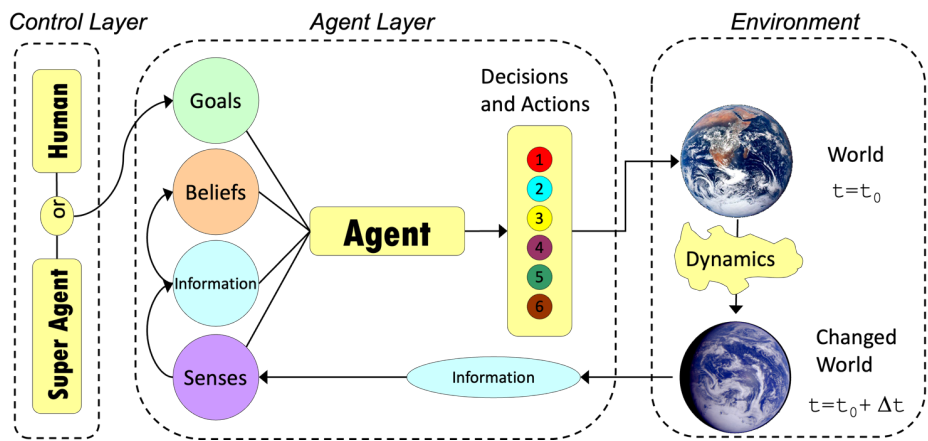 Control Layer
Agent Layer
Environment
Human
or
Super Agent
Goals
Beliefs
Information
Senses
Agent
Decisions
and Actions
1
2
3
4
5
6
Information
World
t=t₀
Dynamics
Changed
World
t=t₀+ Δt